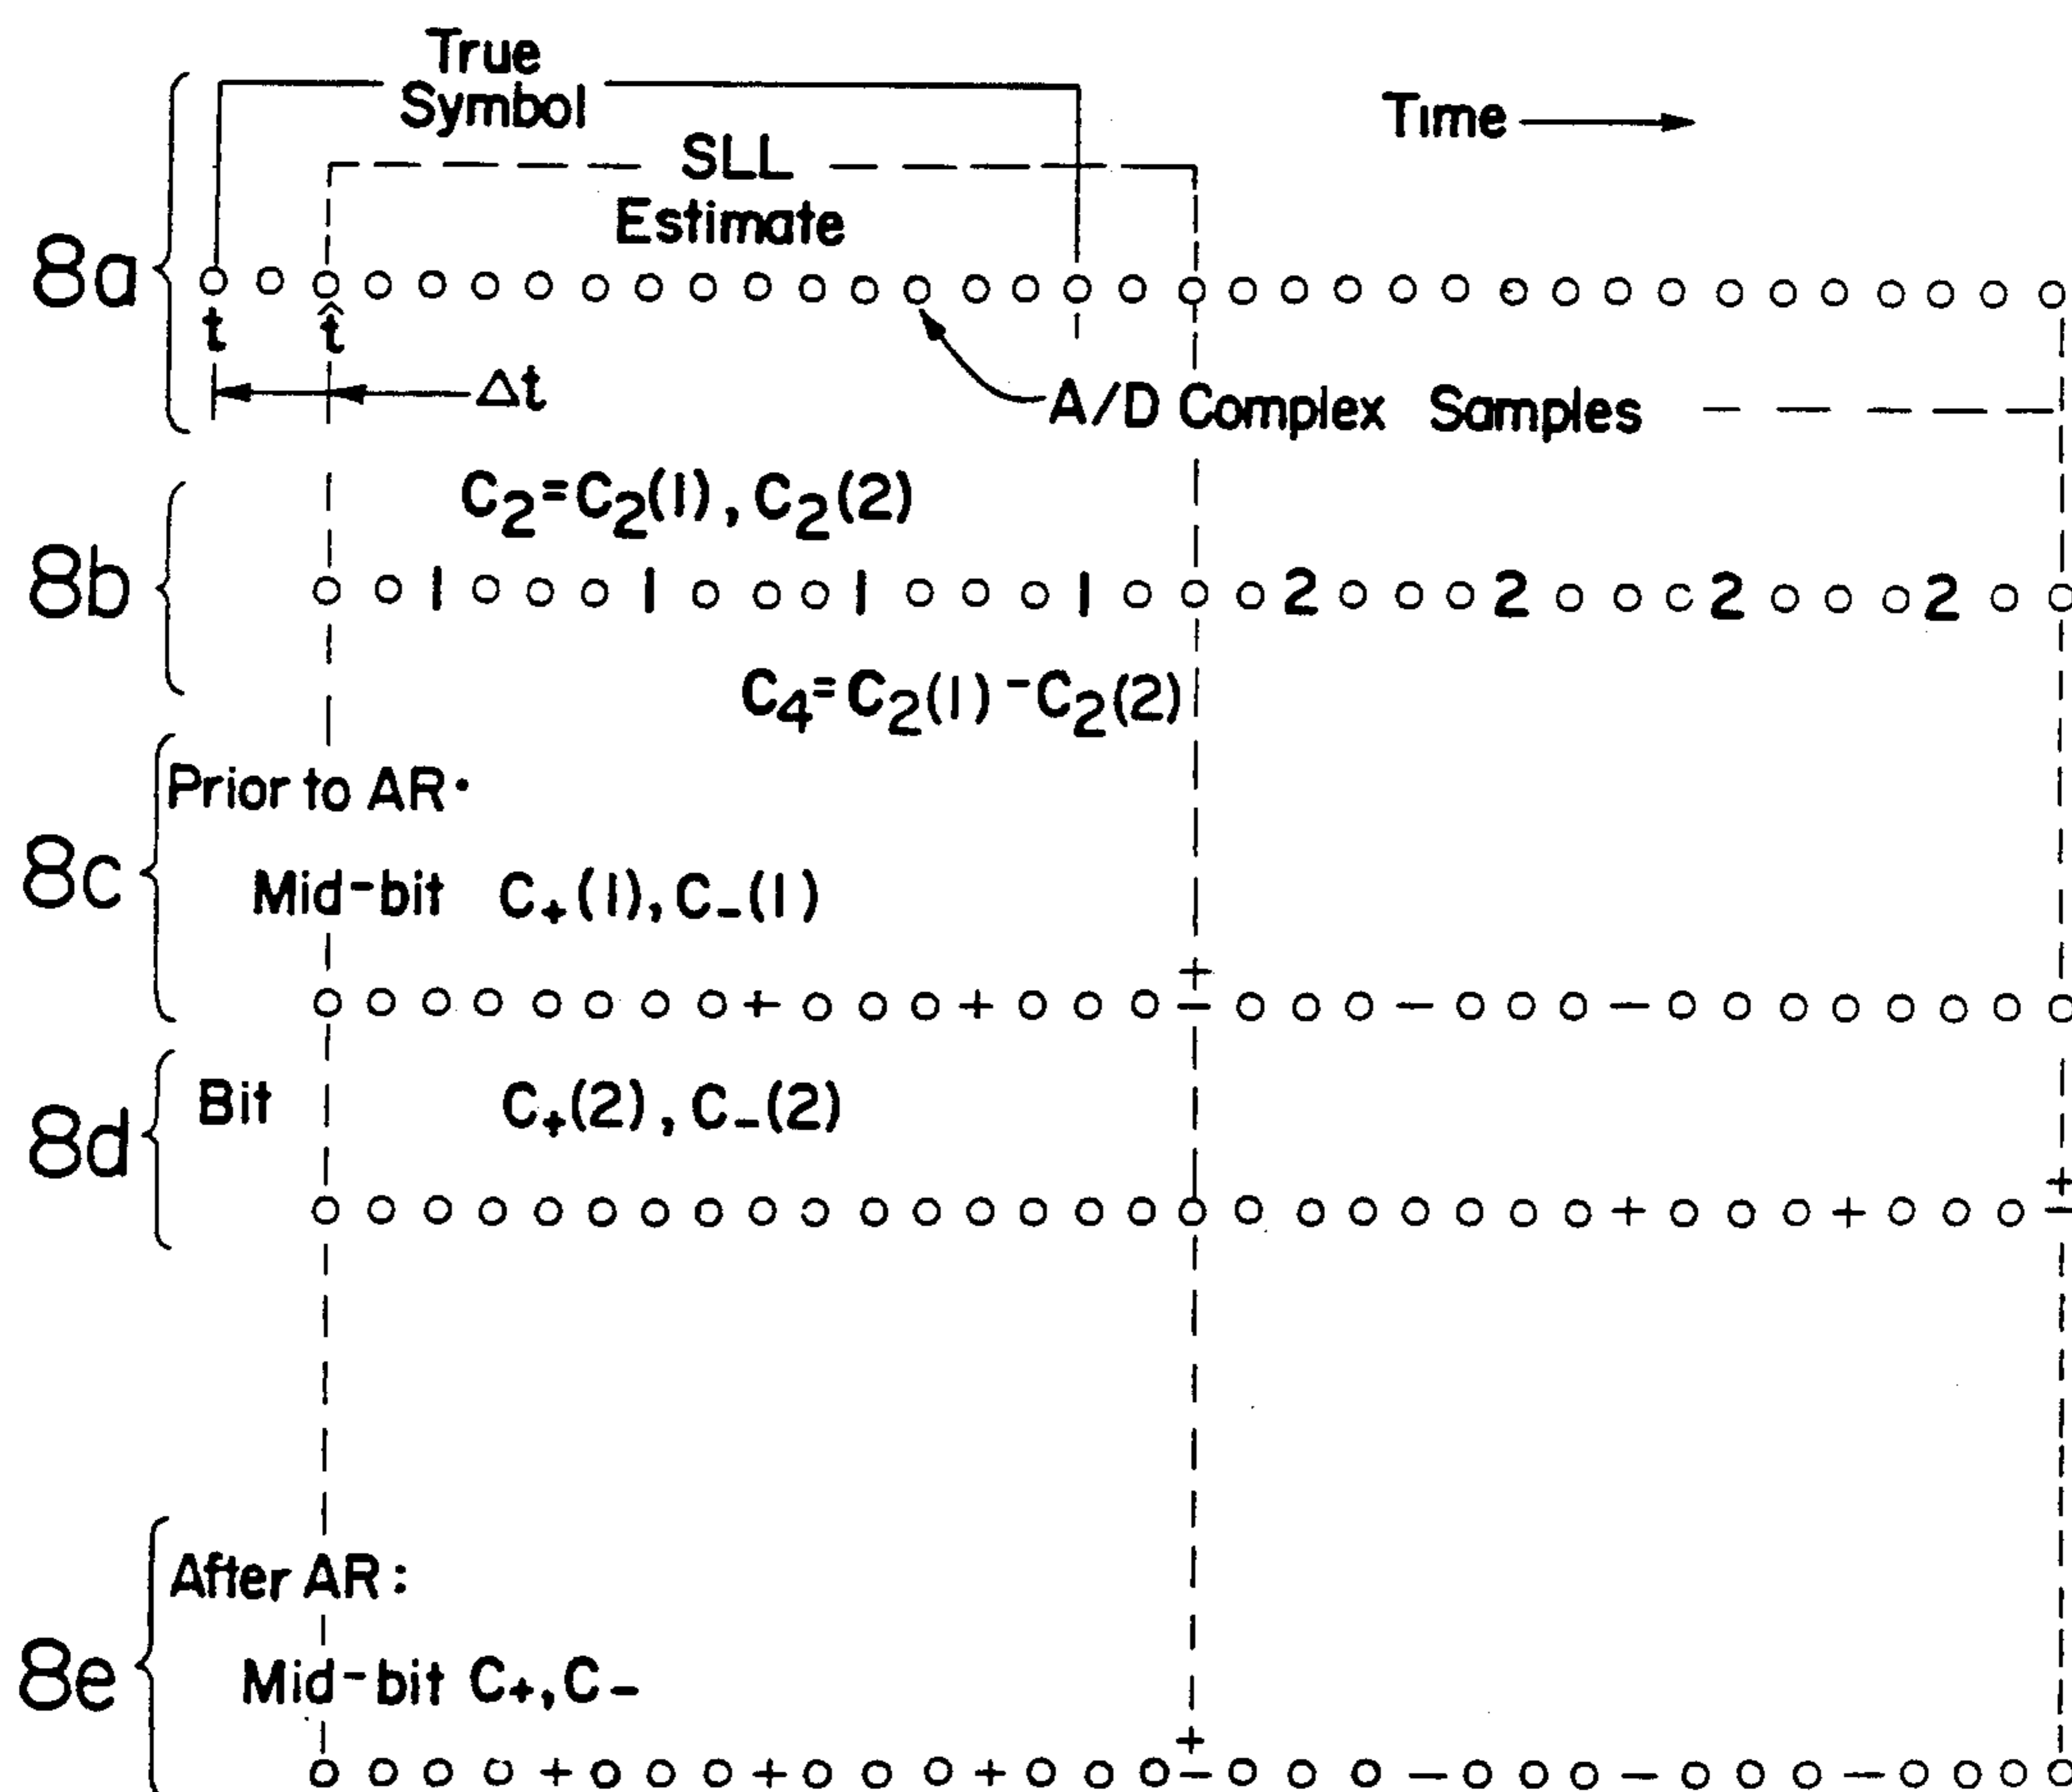 True
Symbol
Time
SLL
Estimate
8a
t
t̂
Δt
A/D Complex Samples
C2=C2(1), C2(2)
8b
o o 1 o o o 1 o o o 1 o o o 1 o o o 2 o o o 2 o o o 2 o o o 2 o o
C4=C2(1)-C2(2)
Prior to AR·
8c
Mid-bit C+(1), C-(1)
+
o o o o o o o o + o o o + o o o - o o o - o o o - o o o o o o o o
8d
Bit C+(2), C-(2)
+
o o o o o o o o o o o o o o o o o o o o o o o o + o o o + o o o -
After AR:
8e
Mid-bit C+, C-
+
o o o o + o o o + o o o + o o o - o o o - o o o - o o o - o o o o